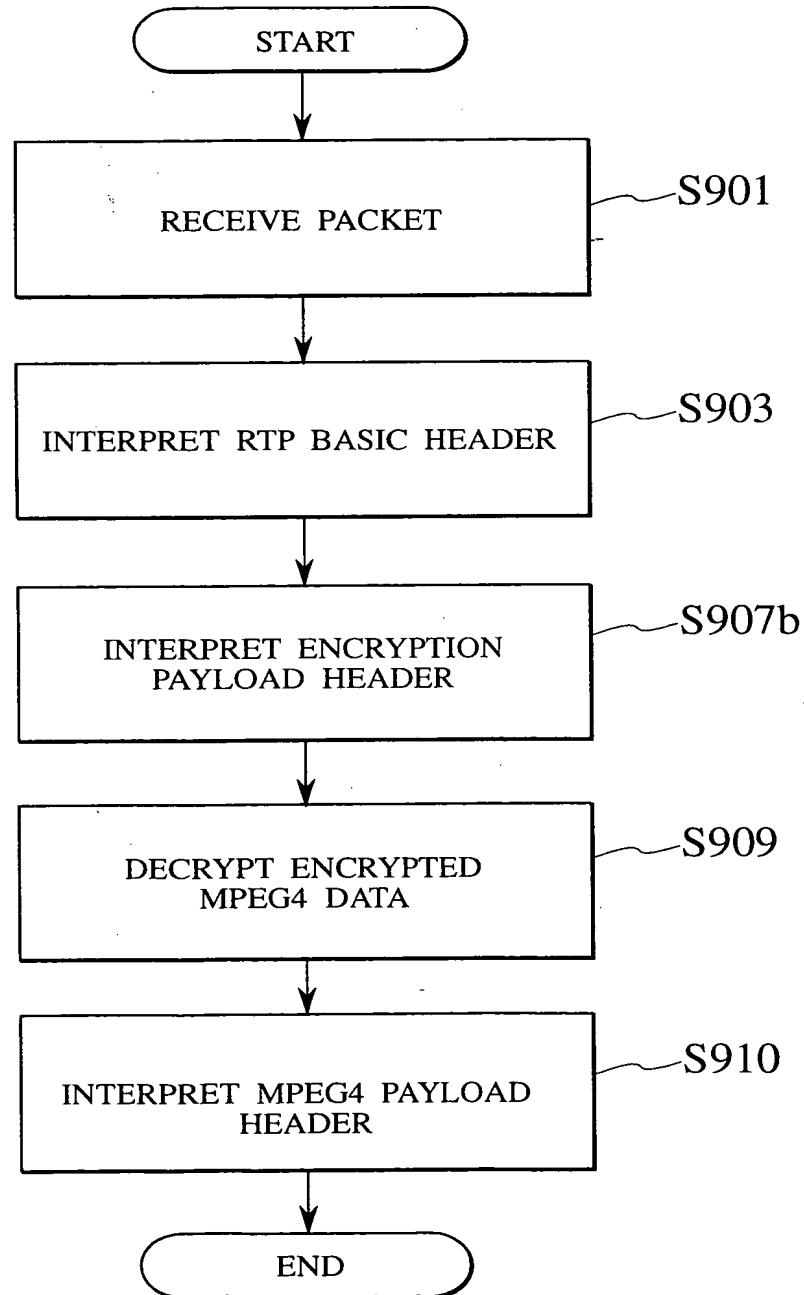 START
RECEIVE PACKET
S901
INTERPRET RTP BASIC HEADER
S903
INTERPRET ENCRYPTION
PAYLOAD HEADER
S907b
DECRYPT ENCRYPTED
MPEG4 DATA
S909
INTERPRET MPEG4 PAYLOAD
HEADER
S910
END